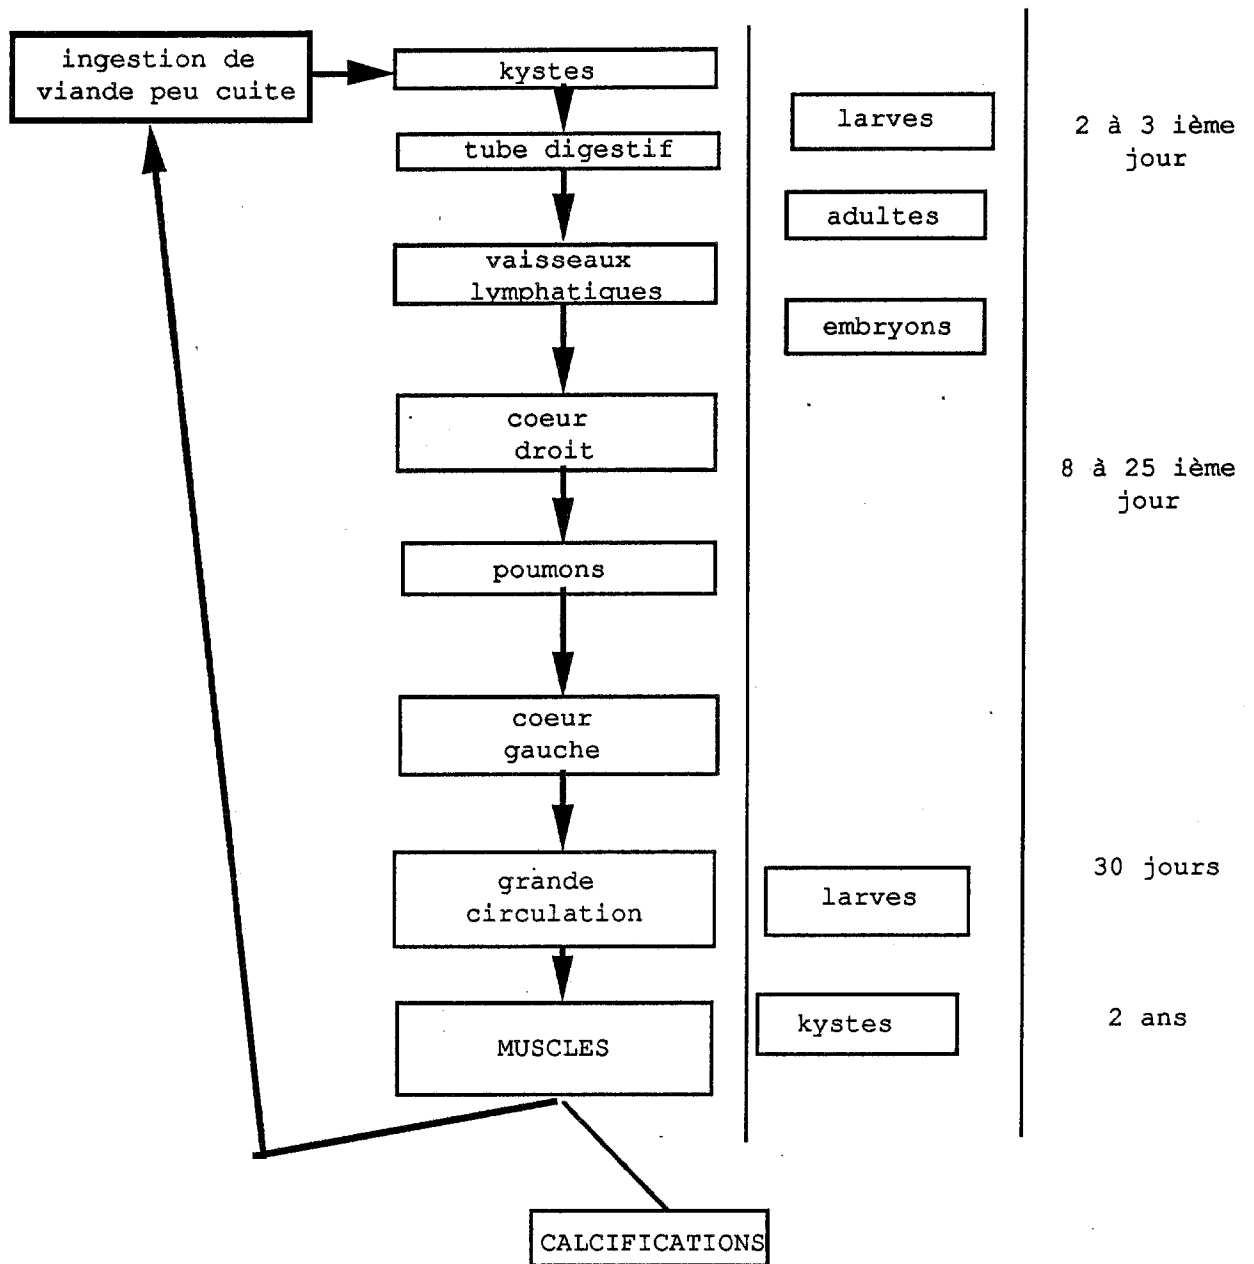 ingestion de
viande peu cuite
kystes
tube digestif
vaisseaux
lymphatiques
coeur
droit
poumons
coeur
gauche
grande
circulation
MUSCLES
CALCIFICATIONS
larves
adultes
embryons
larves
kystes
2 à 3 ième
jour
8 à 25 ième
jour
30 jours
2 ans